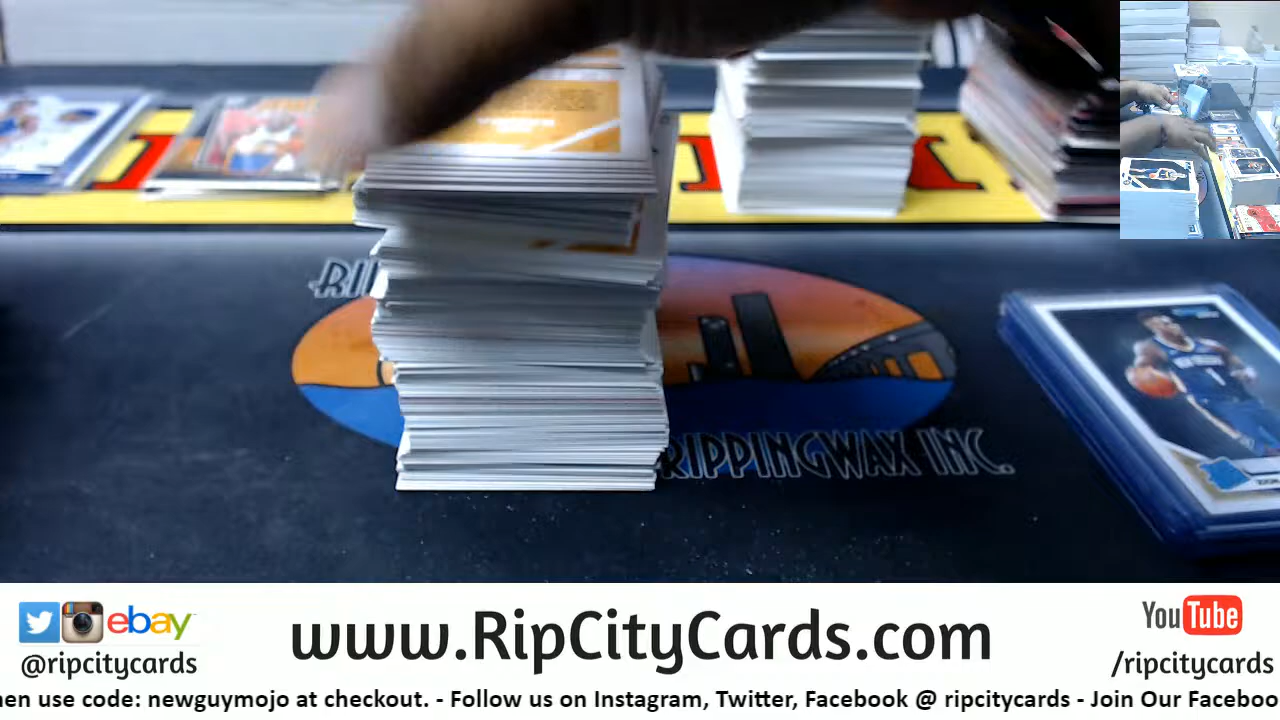 RIPPINGWAX INC.
1
ebay
www.RipCityCards.com
YouTube
@ripcitycards
/ripcitycards
hen use code: newguymojo at checkout. - Follow us on Instagram, Twitter, Facebook @ ripcitycards - Join Our Faceboo